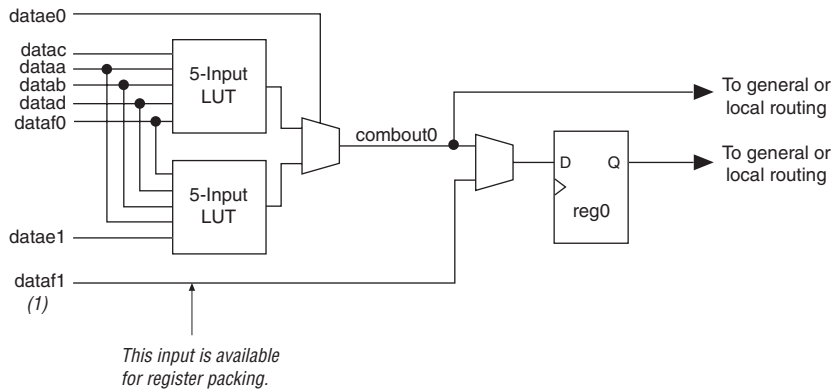 datae0
datac
dataa
datab
datad
dataf0
5-Input
LUT
5-Input
LUT
combout0
datae1
dataf1
(1)
D Q
reg0
To general or
local routing
To general or
local routing
This input is available
for register packing.